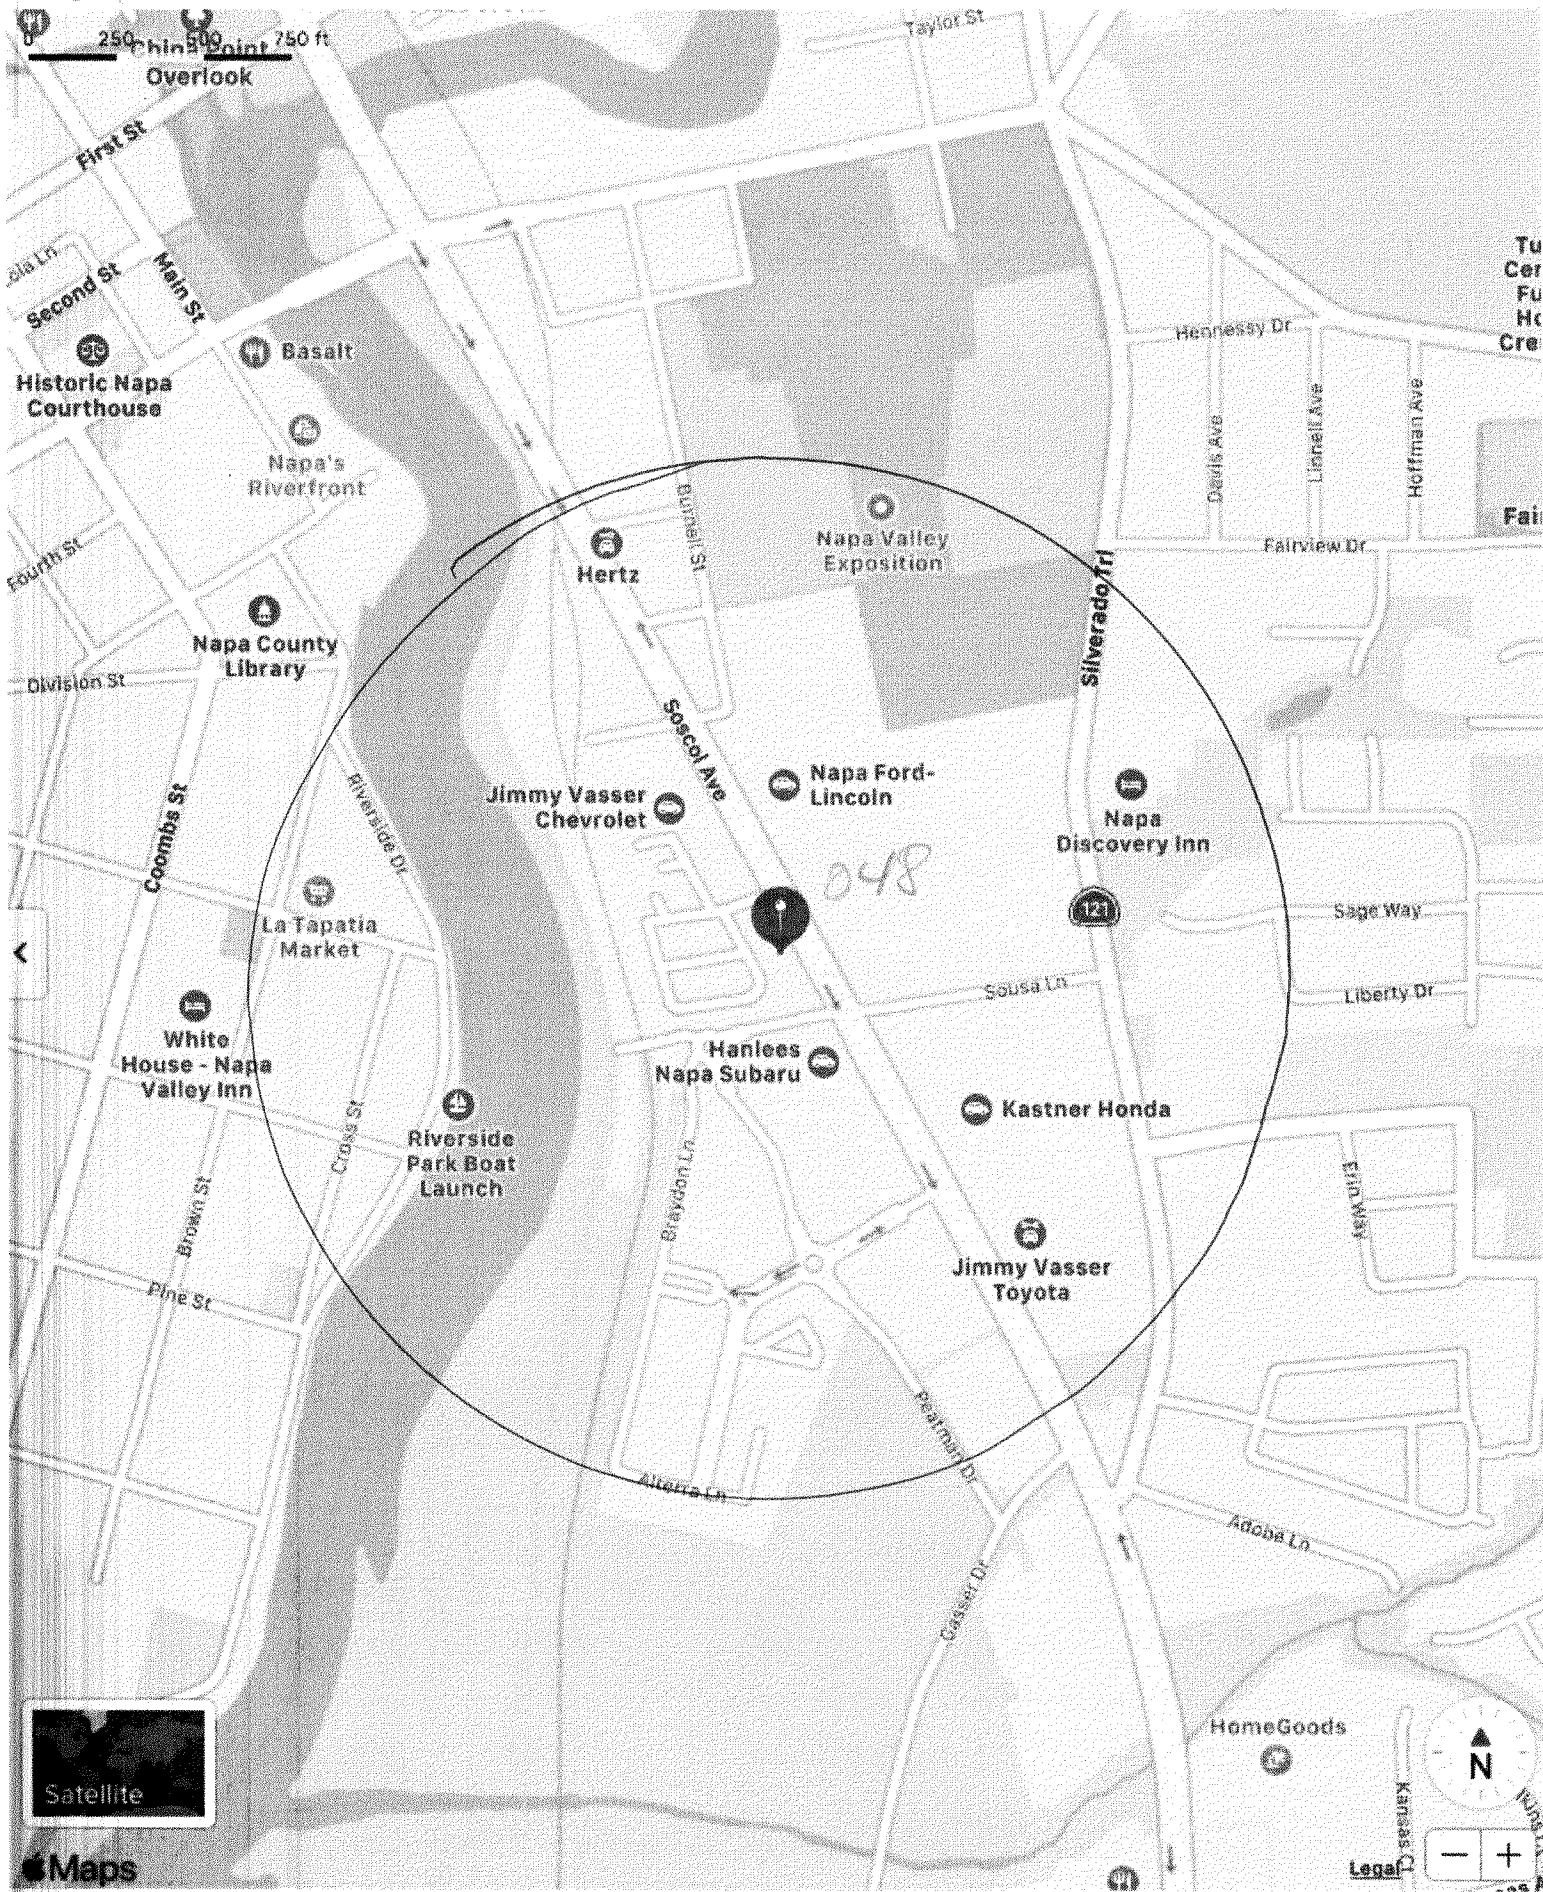 0 250 500 750 ft
China Point
Overlook
Taylor St
First St
Second St
Main St
Basalt
Historic Napa
Courthouse
Napa's
Riverfront
Hennessy Dr
Davis Ave
Linnell Ave
Hoffman Ave
Fairview Dr
Fourth St
Burnell St
Hertz
Napa Valley
Exposition
Silverado Trl
Napa County
Library
Division St
Soscol Ave
Coombs St
Riverside Dr
Jimmy Vasser
Chevrolet
Napa Ford-
Lincoln
Napa
Discovery Inn
048
121
La Tapatia
Market
Sage Way
Liberty Dr
Sousa Ln
White
House - Napa
Valley Inn
Hanlees
Napa Subaru
Kastner Honda
Riverside
Park Boat
Launch
Cross St
Brown St
Braydon Ln
Erin Way
Jimmy Vasser
Toyota
Pine St
Peatman Dr
Alterra Ln
Adobe Ln
Gasser Dr
HomeGoods
N
Kansas Ct
Satellite
Maps
Legal